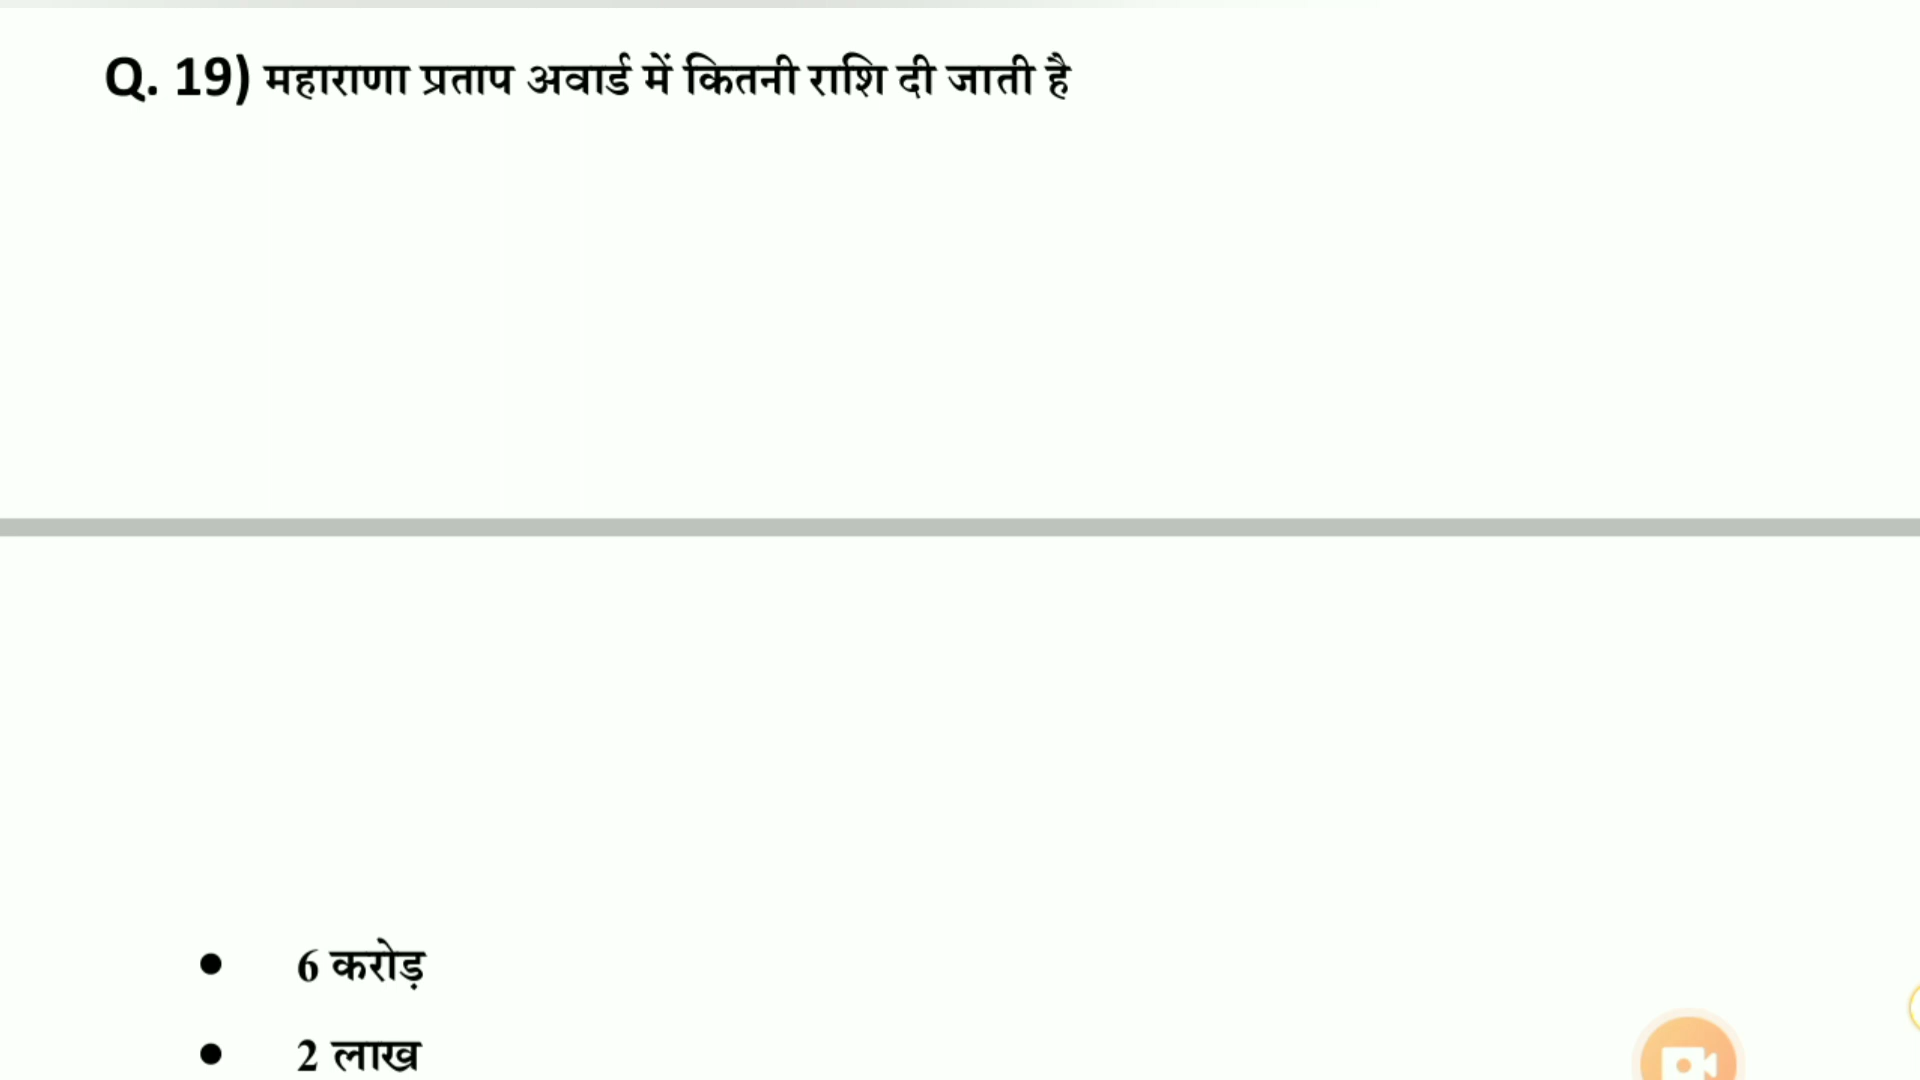 Q. 19) महाराणा प्रताप अवार्ड में कितनी राशि दी जाती है
• 6 करोड़
• 2 लाख